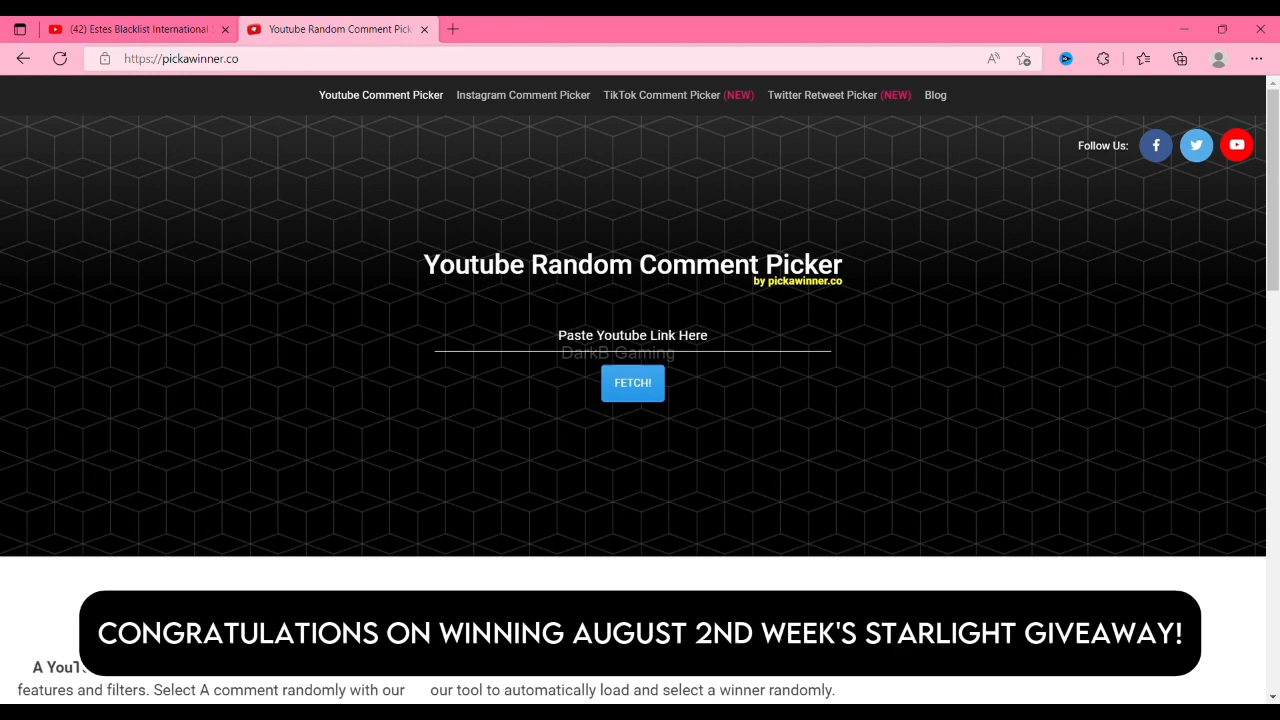 (42) Estes Blacklist International
Youtube Random Comment Pick
https://pickawinner.co
Youtube Comment Picker Instagram Comment Picker TikTok Comment Picker (NEW) Twitter Retweet Picker (NEW) Blog
Follow Us:
Youtube Random Comment Picker
by pickawinner.co
Paste Youtube Link Here
DarkB Gaming
FETCH!
CONGRATULATIONS ON WINNING AUGUST 2ND WEEK'S STARLIGHT GIVEAWAY!
A YouT
features and filters. Select A comment randomly with our our tool to automatically load and select a winner randomly.